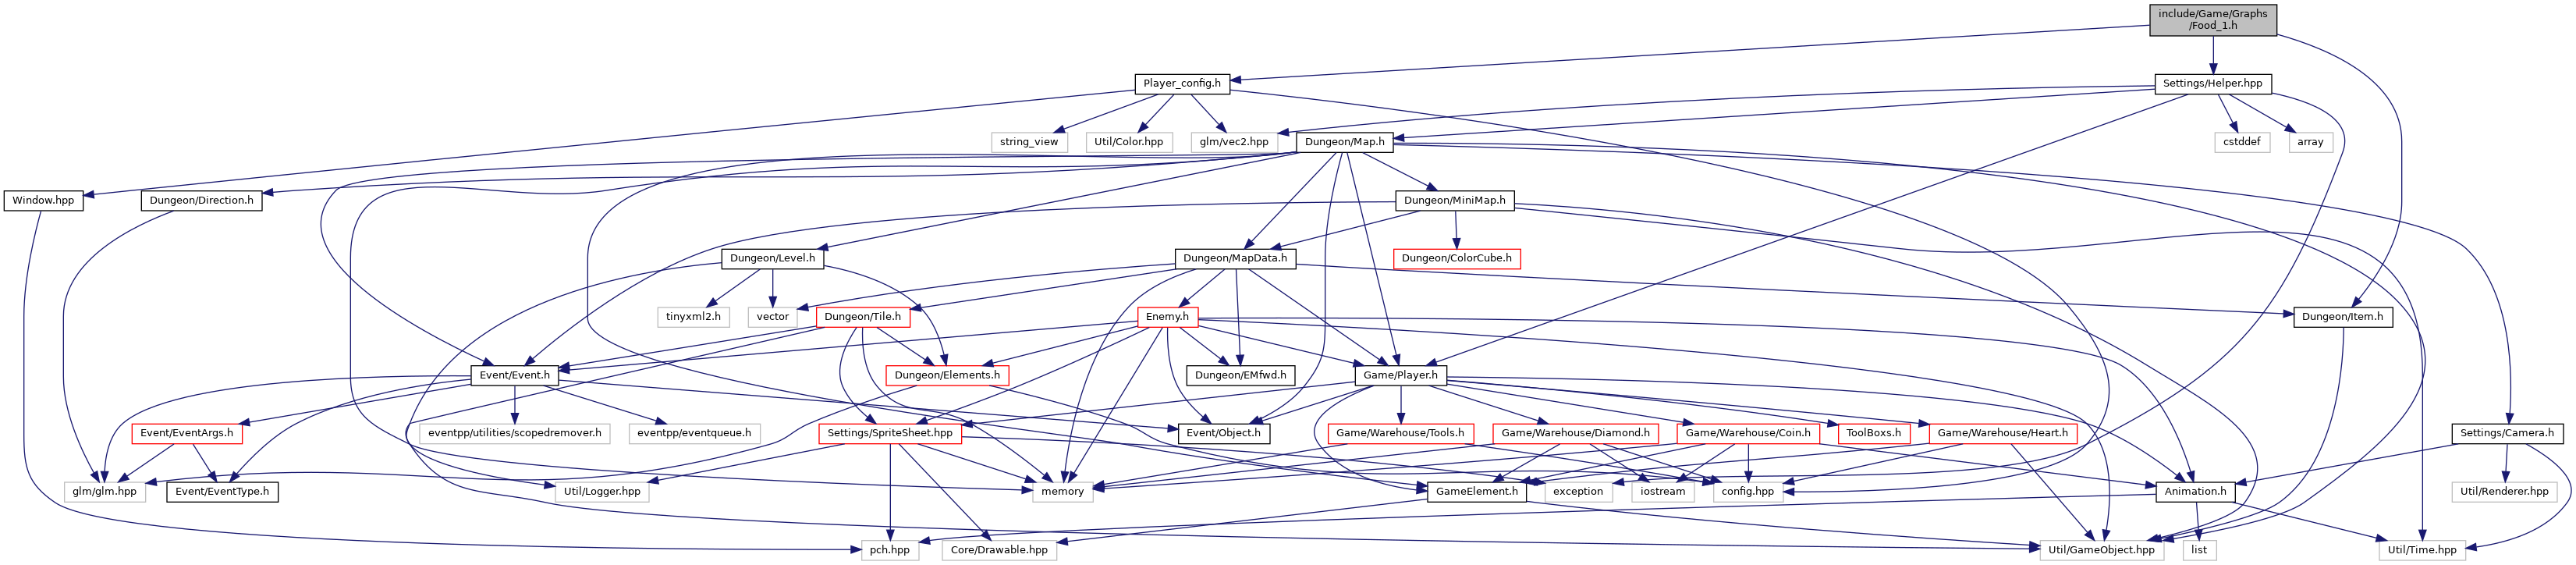 include/Game/Graphs
/Food_1.h
Player_config.h
Settings/Helper.hpp
string_view
Util/Color.hpp
glm/vec2.hpp
Dungeon/Map.h
cstddef
array
Window.hpp
Dungeon/Direction.h
Dungeon/MiniMap.h
Dungeon/Level.h
Dungeon/MapData.h
Dungeon/ColorCube.h
tinyxml2.h
vector
Dungeon/Tile.h
Enemy.h
Dungeon/Item.h
Event/Event.h
Dungeon/Elements.h
Dungeon/EMfwd.h
Game/Player.h
Event/EventArgs.h
eventpp/utilities/scopedremover.h
eventpp/eventqueue.h
Settings/SpriteSheet.hpp
Event/Object.h
Game/Warehouse/Tools.h
Game/Warehouse/Diamond.h
Game/Warehouse/Coin.h
ToolBoxs.h
Game/Warehouse/Heart.h
Settings/Camera.h
glm/glm.hpp
Event/EventType.h
Util/Logger.hpp
memory
GameElement.h
exception
iostream
config.hpp
Animation.h
Util/Renderer.hpp
pch.hpp
Core/Drawable.hpp
Util/GameObject.hpp
list
Util/Time.hpp